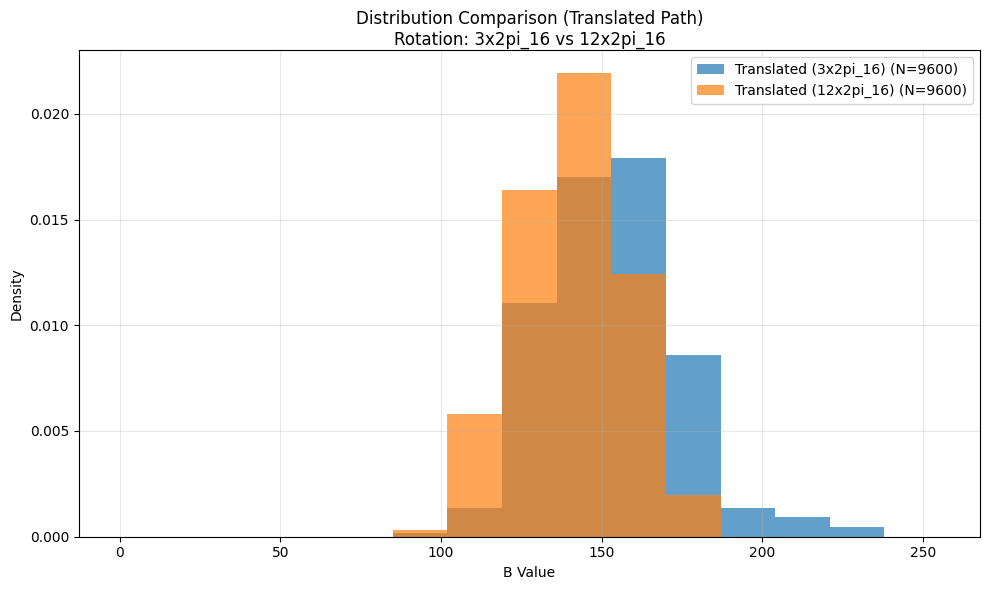 Distribution Comparison (Translated Path)
Rotation: 3x2pi_16 vs 12x2pi_16
Translated (3x2pi_16) (N=9600)
Translated (12x2pi_16) (N=9600)
Density
0.020
0.015
0.010
0.005
0.000
0 50 100 150 200 250
B Value